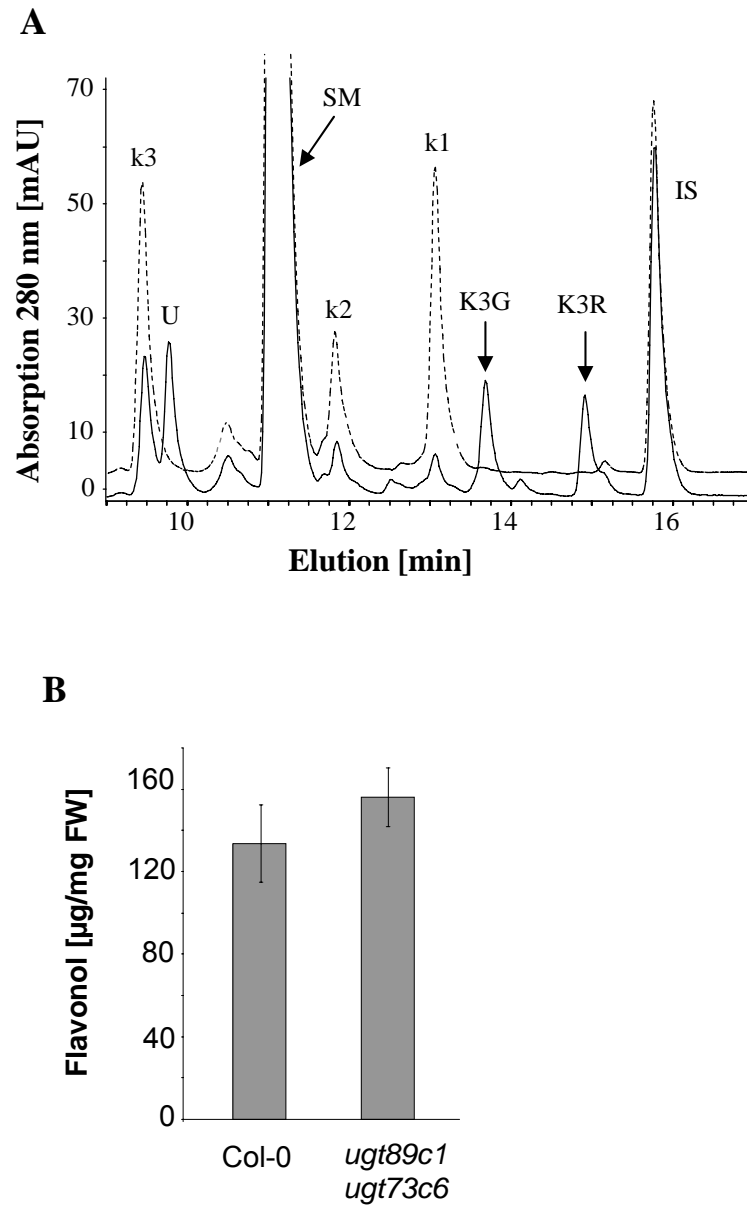 A
Absorption 280 nm [mAU]
70
50
30
10
0
k3
U
SM
k2
k1
K3G
K3R
IS
10
12
14
16
Elution [min]
B
Flavonol [µg/mg FW]
160
120
80
40
0
Col-0
ugt89c1
ugt73c6